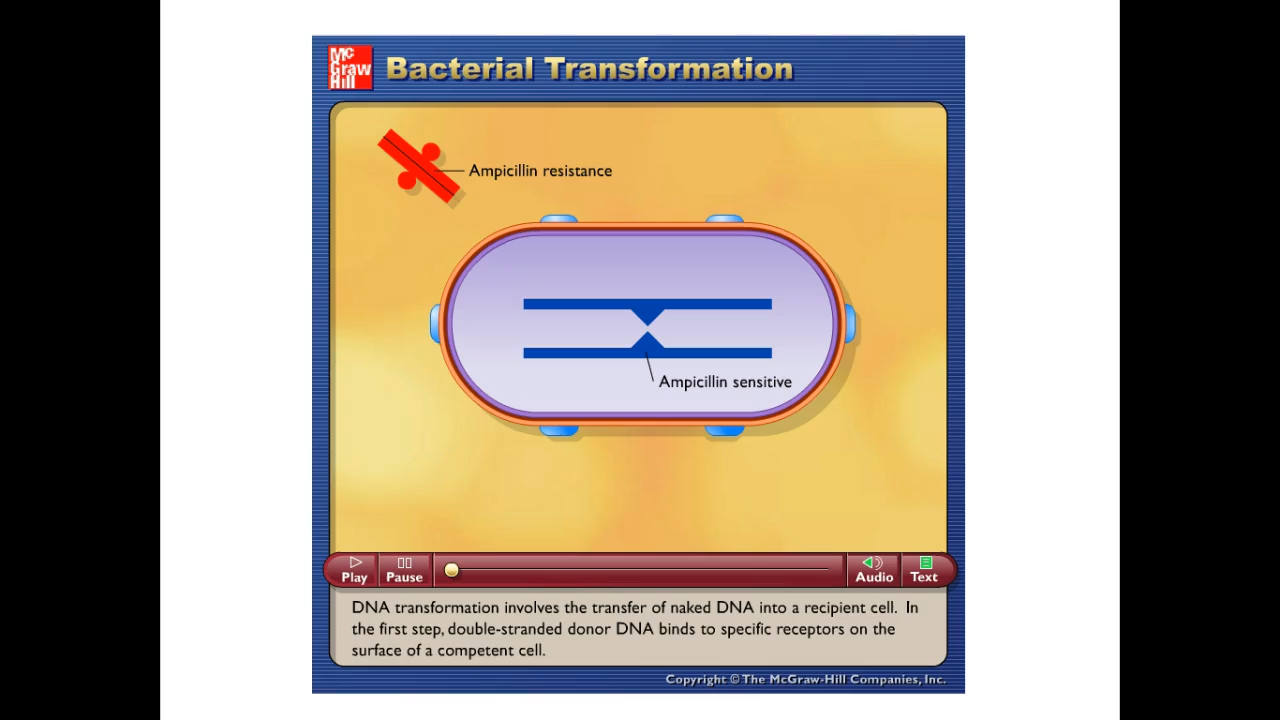 Mc
Graw
Hill
Bacterial Transformation
Ampicillin resistance
Ampicillin sensitive
Play
Pause
Audio
Text
DNA transformation involves the transfer of naked DNA into a recipient cell. In
the first step, double-stranded donor DNA binds to specific receptors on the
surface of a competent cell.
Copyright © The McGraw-Hill Companies, Inc.